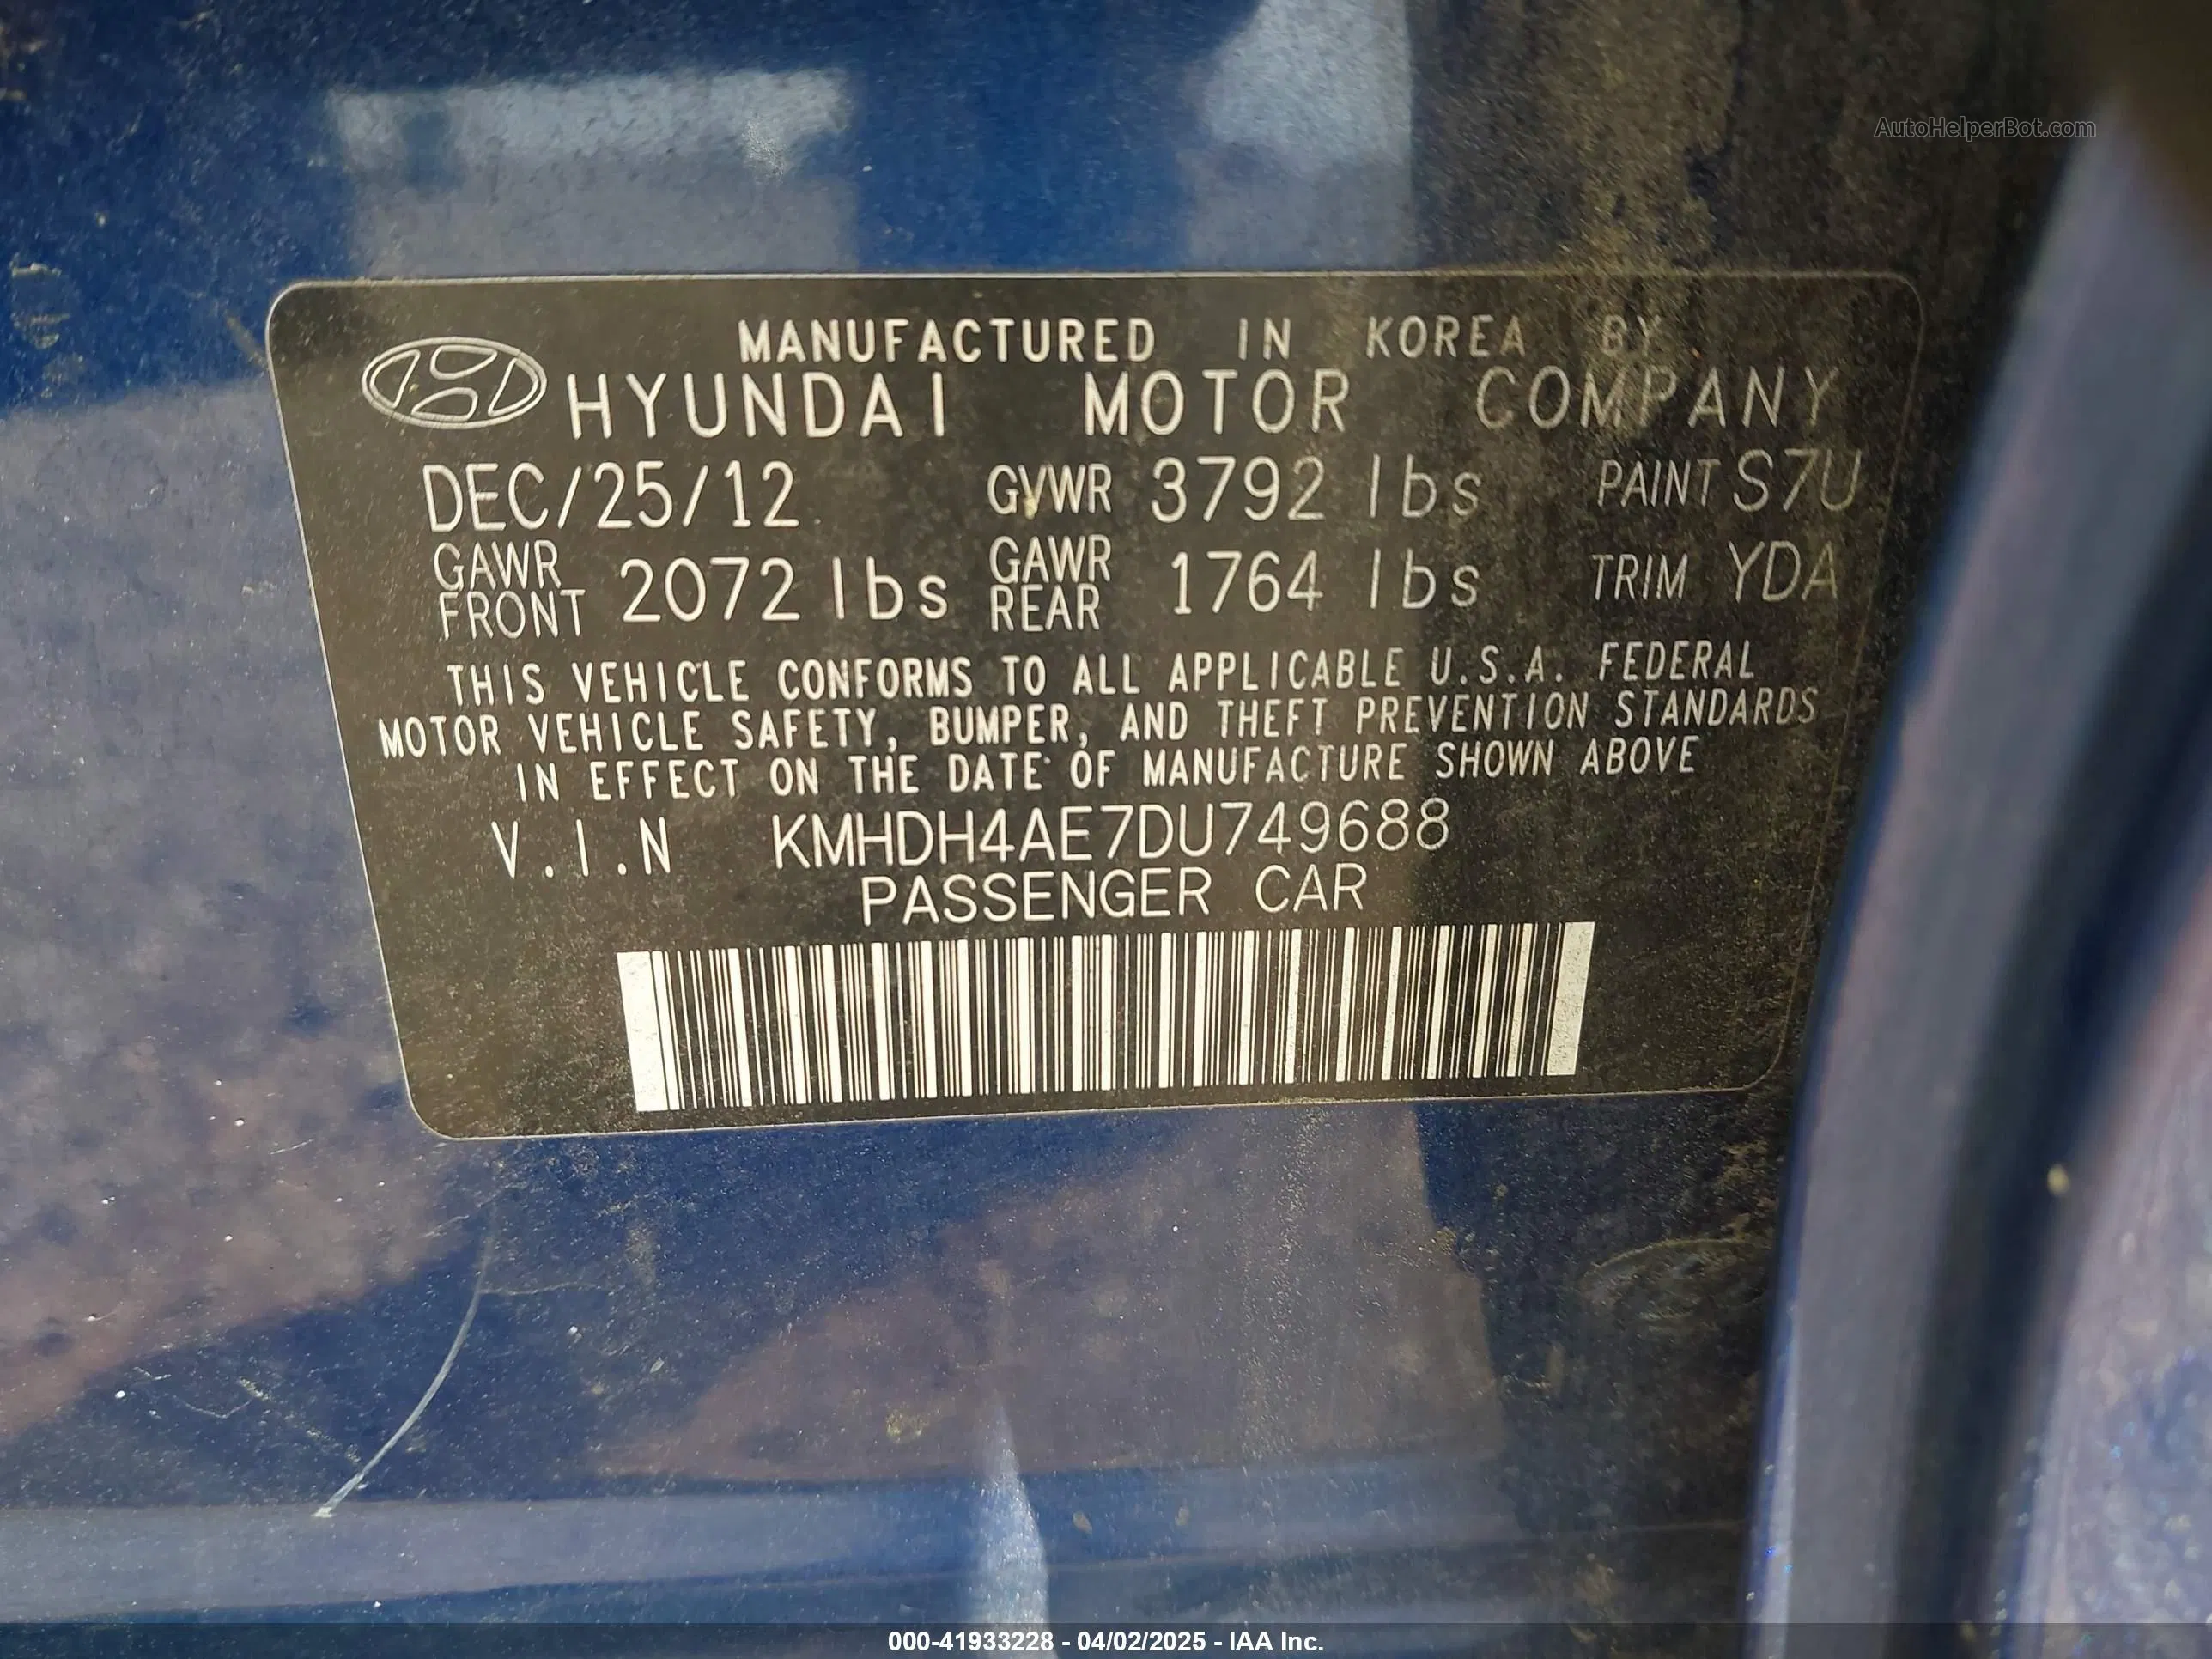 AutoHelperBot.com
MANUFACTURED IN KOREA BY
HYUNDAI MOTOR COMPANY
DEC/25/12 GVWR 3792 lbs PAINT S7U
GAWR FRONT 2072 lbs GAWR REAR 1764 lbs TRIM YDA
THIS VEHICLE CONFORMS TO ALL APPLICABLE U.S.A. FEDERAL
MOTOR VEHICLE SAFETY, BUMPER, AND THEFT PREVENTION STANDARDS
IN EFFECT ON THE DATE OF MANUFACTURE SHOWN ABOVE
V.I.N KMHDH4AE7DU749688
PASSENGER CAR
000-41933228 - 04/02/2025 - IAA Inc.